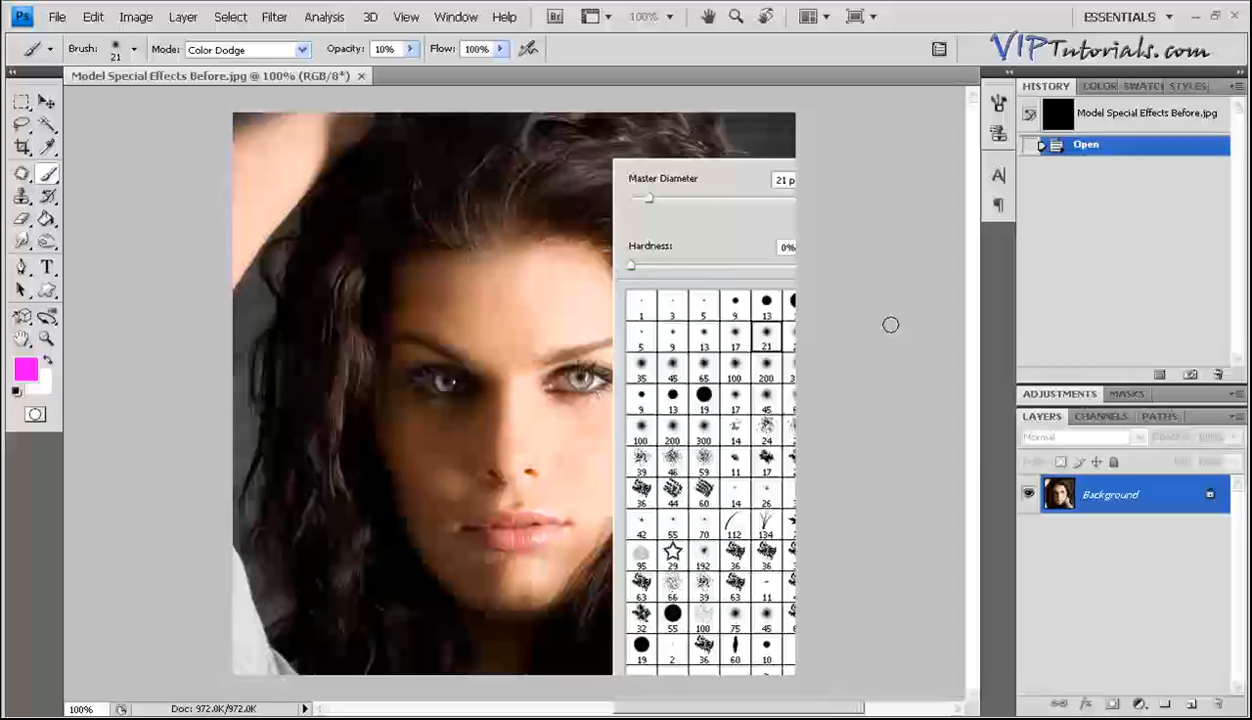 Ps File Edit Image Layer Select Filter Analysis 3D View Window Help Br 100% ESSENTIALS
Brush: 21 Mode: Color Dodge Opacity: 10% Flow: 100% VIPTutorials.com
Model Special Effects Before.jpg @ 100% (RGB/8*)
HISTORY COLOR SWATC STYLES
Model Special Effects Before.jpg
Open
Master Diameter 21 p
Hardness: 0%
1 3 5 9 13
5 9 13 17 21
35 45 65 100 200
9 13 19 17 45
100 200 300 14 24
39 46 59 11 17
36 44 60 14 26
42 55 70 112 134
95 29 192 36 36
63 66 39 63 11
32 55 100 75 45
19 2 36 60 10
ADJUSTMENTS MASKS
LAYERS CHANNELS PATHS
Normal
Background
100% Doc: 972.0K/972.0K